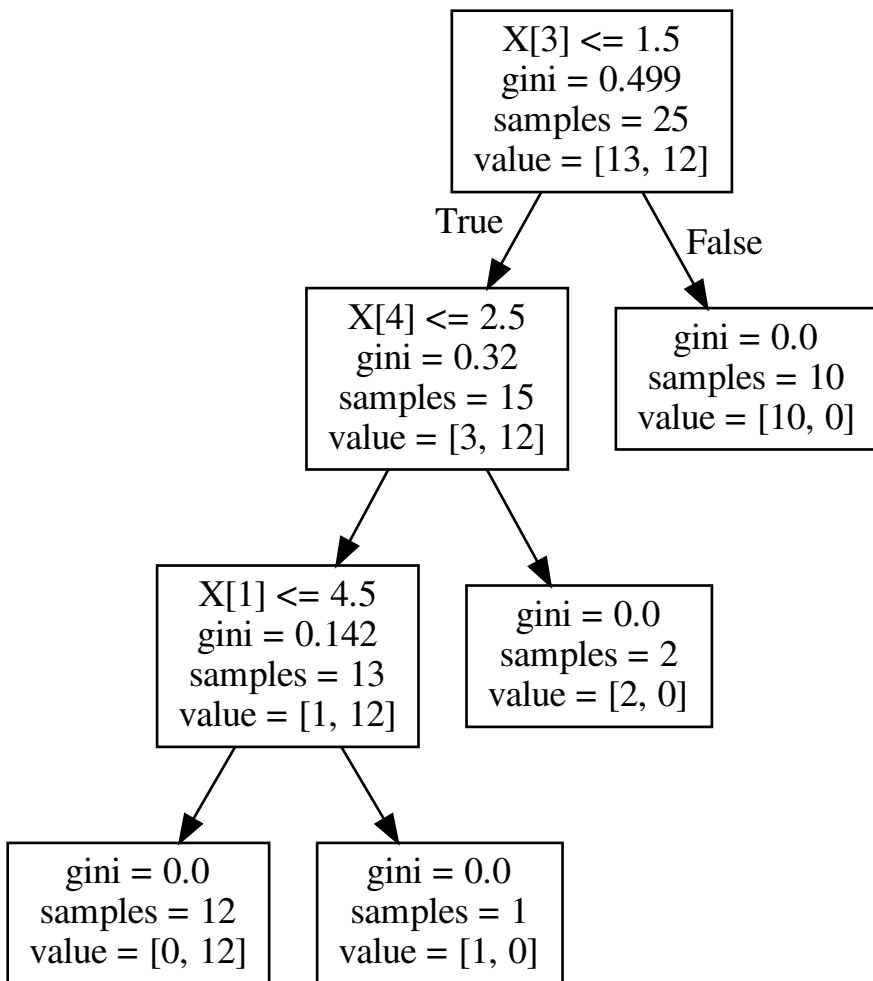 X[3] <= 1.5
gini = 0.499
samples = 25
value = [13, 12]
True
False
X[4] <= 2.5
gini = 0.32
samples = 15
value = [3, 12]
gini = 0.0
samples = 10
value = [10, 0]
X[1] <= 4.5
gini = 0.142
samples = 13
value = [1, 12]
gini = 0.0
samples = 2
value = [2, 0]
gini = 0.0
samples = 12
value = [0, 12]
gini = 0.0
samples = 1
value = [1, 0]